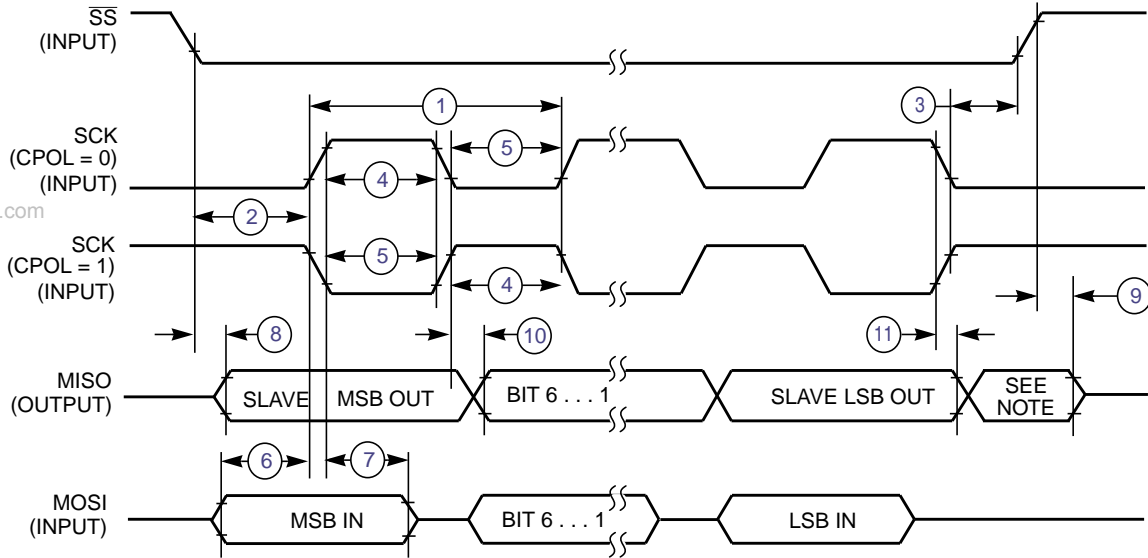 SS
(INPUT)
1
3
SCK
(CPOL = 0)
(INPUT)
5
4
.com
2
SCK
(CPOL = 1)
(INPUT)
5
4
9
8
10
11
MISO
(OUTPUT)
SLAVE MSB OUT
BIT 6 . . . 1
SLAVE LSB OUT
SEE
NOTE
6
7
MOSI
(INPUT)
MSB IN
BIT 6 . . . 1
LSB IN